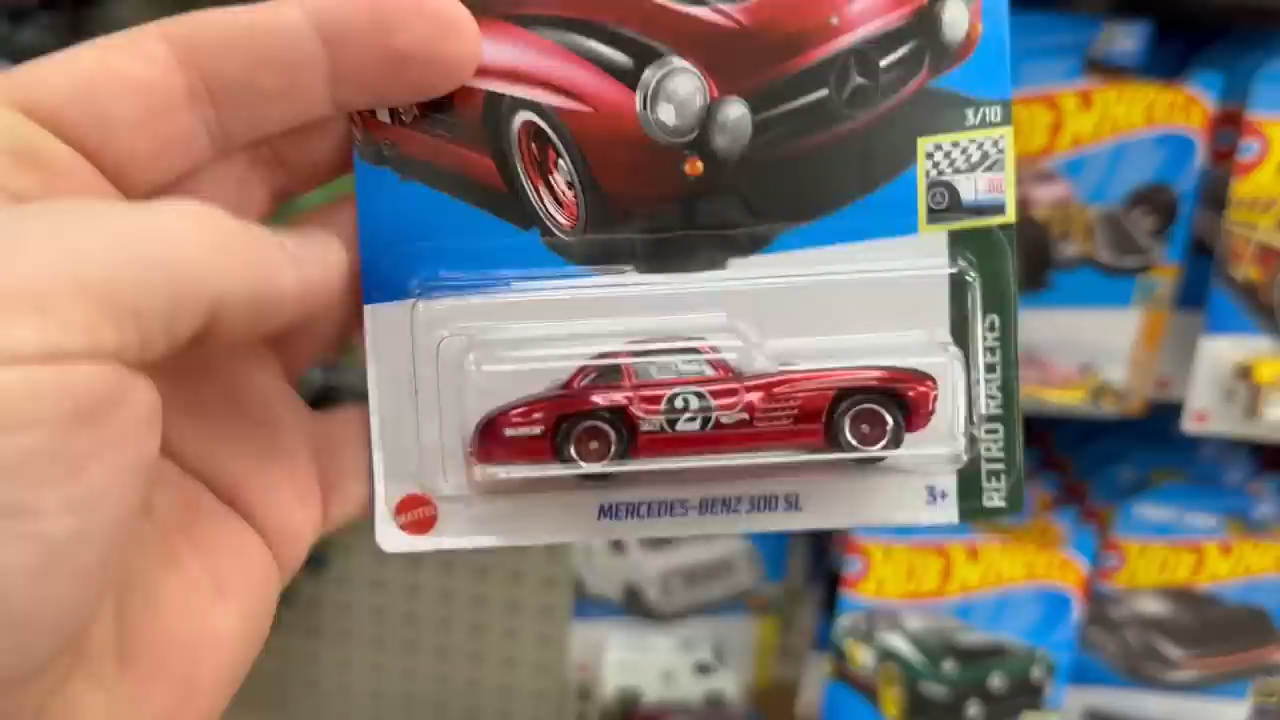 3/10
HOT WHEELS
RETRO RACERS
2
MATTEL
MERCEDES-BENZ 300 SL
3+
HOT WHEELS
HOT WHEELS